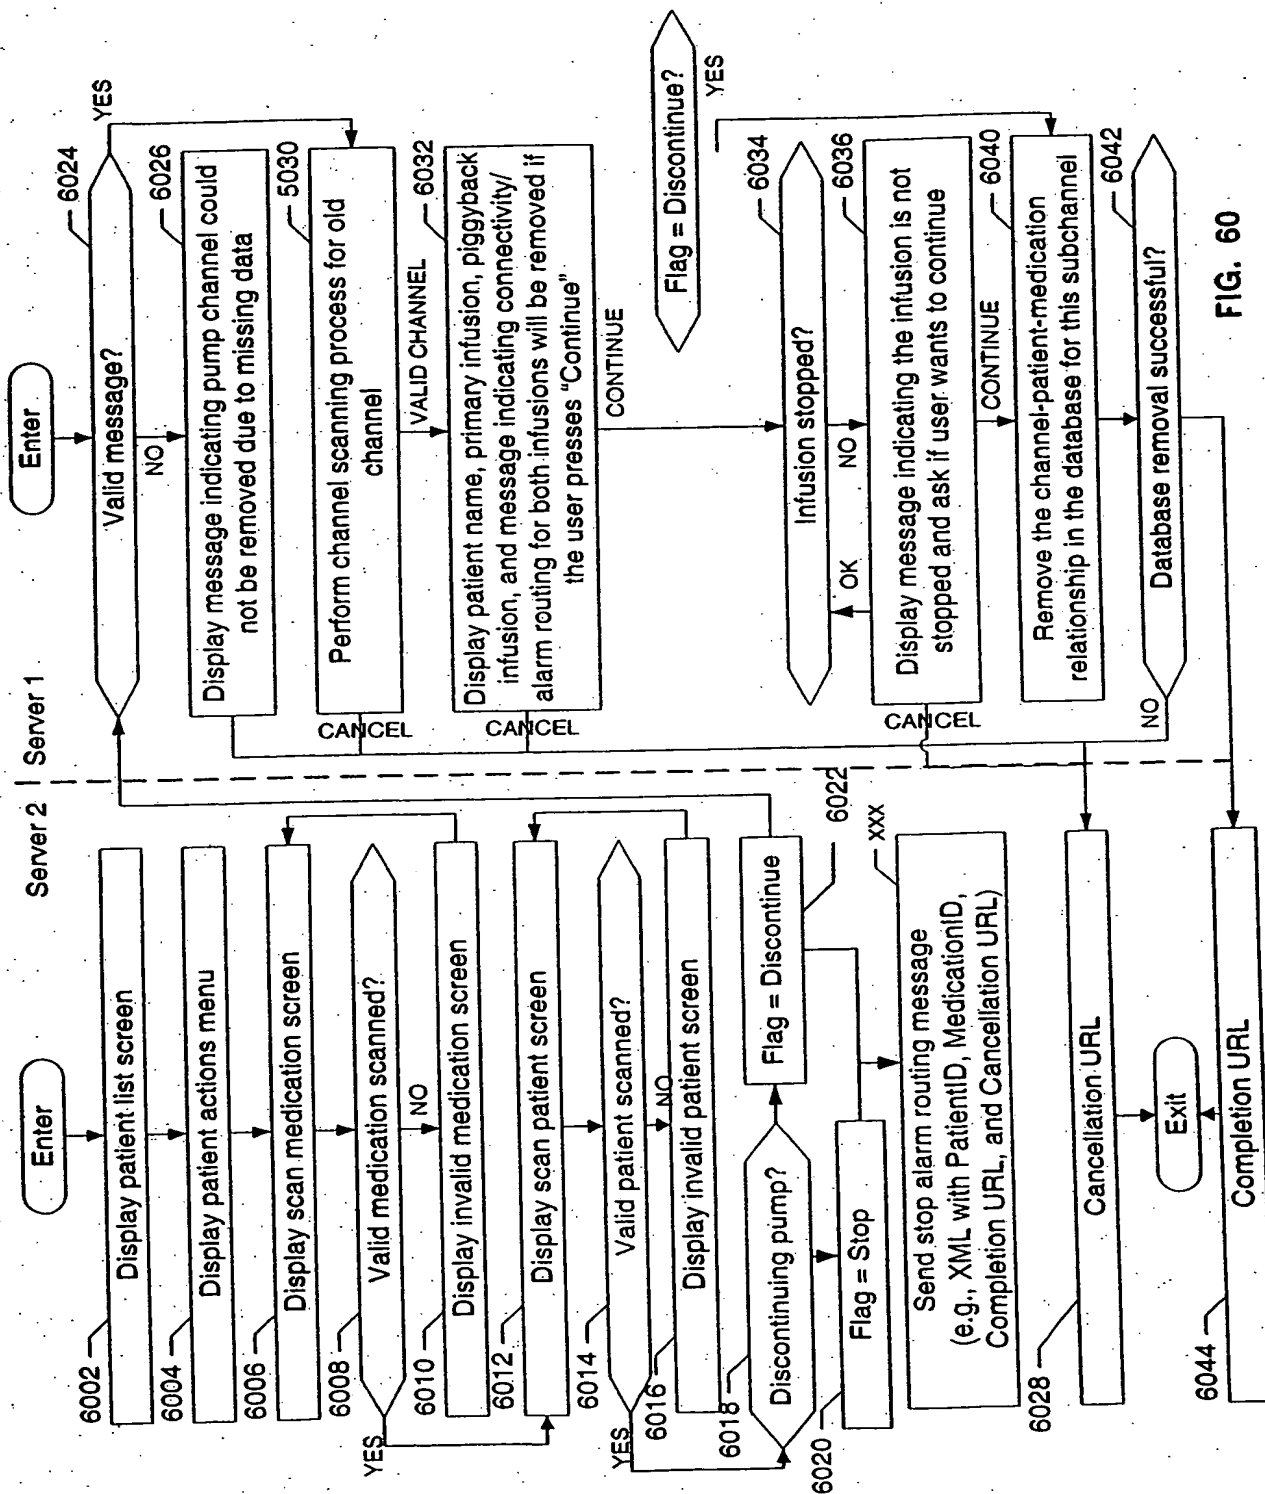 Server 2
Server 1
Enter
6002
Display patient list screen
6004
Display patient actions menu
6006
Display scan medication screen
6008
Valid medication scanned?
YES
NO
6010
Display invalid medication screen
6012
Display scan patient screen
6014
Valid patient scanned?
YES
NO
6016
Display invalid patient screen
6018
Discontinuing pump?
Flag = Discontinue
6022
6020
Flag = Stop
XXX
Send stop alarm routing message
(e.g., XML with PatientID, MedicationID,
Completion URL, and Cancellation URL)
6028
Cancellation URL
Exit
6044
Completion URL
Enter
6024
Valid message?
YES
NO
6026
Display message indicating pump channel could
not be removed due to missing data
5030
Perform channel scanning process for old
channel
CANCEL
VALID CHANNEL
6032
Display patient name, primary infusion, piggyback
infusion, and message indicating connectivity/
alarm routing for both infusions will be removed if
the user presses “Continue”
CANCEL
CONTINUE
Flag = Discontinue?
YES
6034
Infusion stopped?
OK
NO
6036
Display message indicating the infusion is not
stopped and ask if user wants to continue
CANCEL
CONTINUE
6040
Remove the channel-patient-medication
relationship in the database for this subchannel
6042
Database removal successful?
NO
FIG. 60